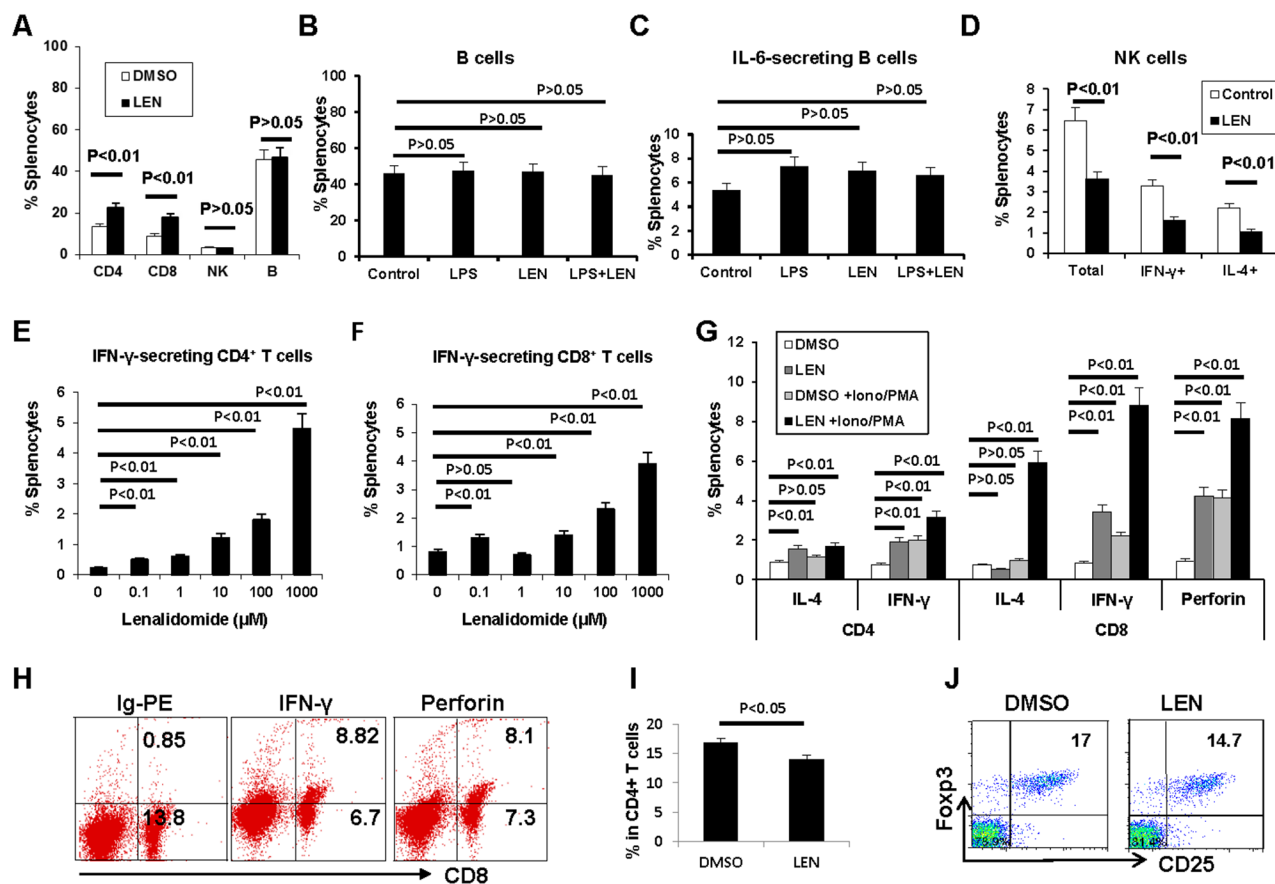 A
100
80
60
40
20
0
% Splenocytes
DMSO
LEN
P<0.01
P<0.01
P>0.05
P>0.05
CD4 CD8 NK B
B
B cells
100
80
60
40
20
0
% Splenocytes
P>0.05
P>0.05
P>0.05
Control LPS LEN LPS+LEN
C
IL-6-secreting B cells
10
8
6
4
2
0
% Splenocytes
P>0.05
P>0.05
P>0.05
Control LPS LEN LPS+LEN
D
NK cells
8
7
6
5
4
3
2
1
0
% Splenocytes
Control
LEN
P<0.01
P<0.01
P<0.01
Total IFN-γ+ IL-4+
E
IFN-γ-secreting CD4+ T cells
6
5
4
3
2
1
0
% Splenocytes
P<0.01
P<0.01
P<0.01
P<0.01
P<0.01
0 0.1 1 10 100 1000
Lenalidomide (µM)
F
IFN-γ-secreting CD8+ T cells
6
5
4
3
2
1
0
% Splenocytes
P<0.01
P<0.01
P<0.01
P>0.05
P<0.01
0 0.1 1 10 100 1000
Lenalidomide (µM)
G
12
10
8
6
4
2
0
% Splenocytes
DMSO
LEN
DMSO +Iono/PMA
LEN +Iono/PMA
P<0.01
P>0.05
P<0.01
P<0.01
P<0.01
P<0.01
P<0.01
P>0.05
P>0.05
P<0.01
P<0.01
P<0.01
P<0.01
P<0.01
P<0.01
IL-4 IFN-γ IL-4 IFN-γ Perforin
CD4 CD8
H
Ig-PE IFN-γ Perforin
0.85 8.82 8.1
13.8 6.7 7.3
CD8
I
P<0.05
20
15
10
5
0
% in CD4+ T cells
DMSO LEN
J
DMSO LEN
17 14.7
Foxp3
CD25